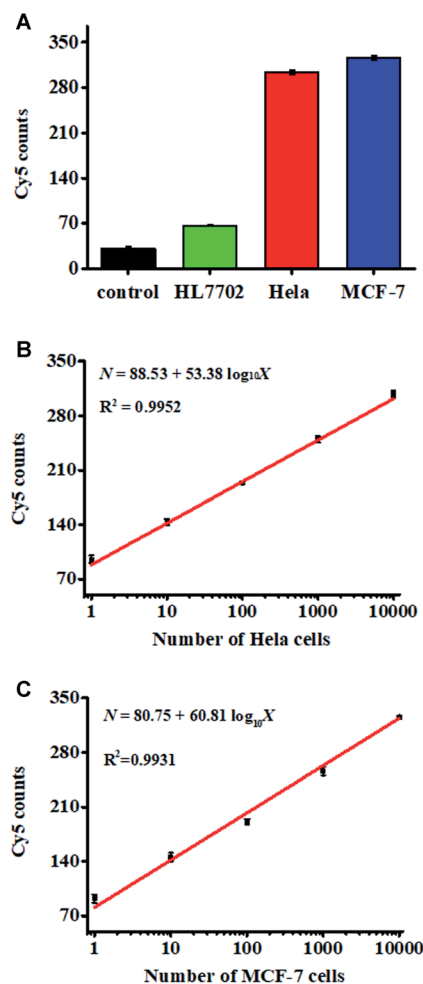 A
350
280
210
140
70
0
Cy5 counts
control HL7702 Hela MCF-7
B
N = 88.53 + 53.38 log₁₀X
R² = 0.9952
350
280
210
140
70
Cy5 counts
1 10 100 1000 10000
Number of Hela cells
C
N = 80.75 + 60.81 log₁₀X
R²=0.9931
350
280
210
140
70
Cy5 counts
1 10 100 1000 10000
Number of MCF-7 cells